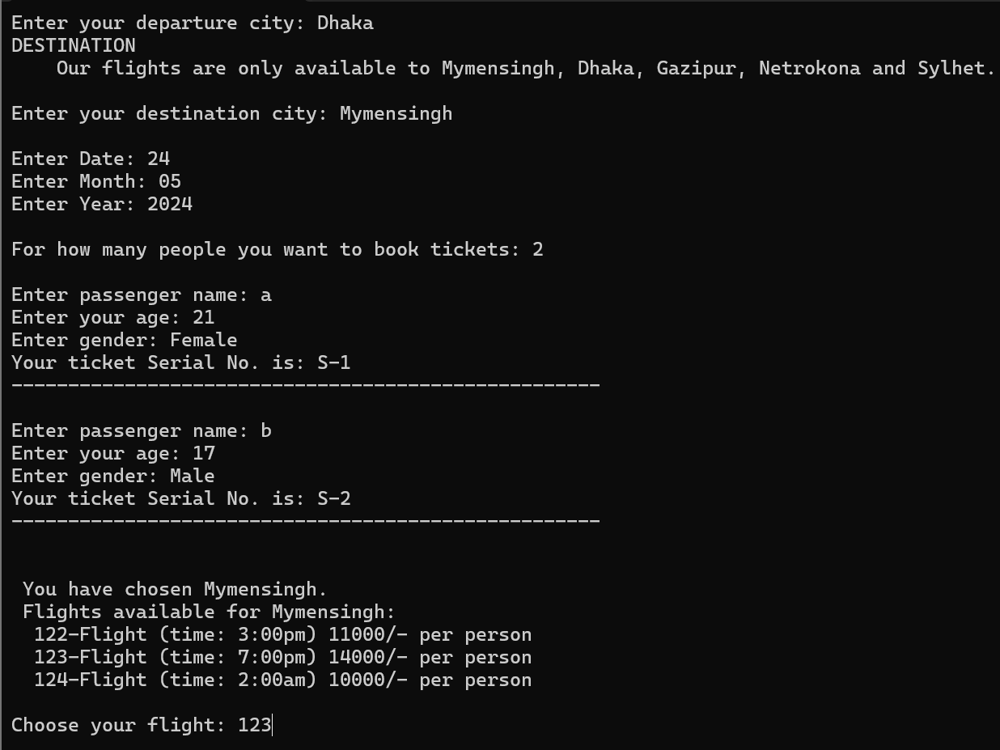 Enter your departure city: Dhaka
DESTINATION
Our flights are only available to Mymensingh, Dhaka, Gazipur, Netrokona and Sylhet.
Enter your destination city: Mymensingh
Enter Date: 24
Enter Month: 05
Enter Year: 2024
For how many people you want to book tickets: 2
Enter passenger name: a
Enter your age: 21
Enter gender: Female
Your ticket Serial No. is: S-1
----------------------------------------------------
Enter passenger name: b
Enter your age: 17
Enter gender: Male
Your ticket Serial No. is: S-2
----------------------------------------------------
You have chosen Mymensingh.
Flights available for Mymensingh:
122-Flight (time: 3:00pm) 11000/- per person
123-Flight (time: 7:00pm) 14000/- per person
124-Flight (time: 2:00am) 10000/- per person
Choose your flight: 123